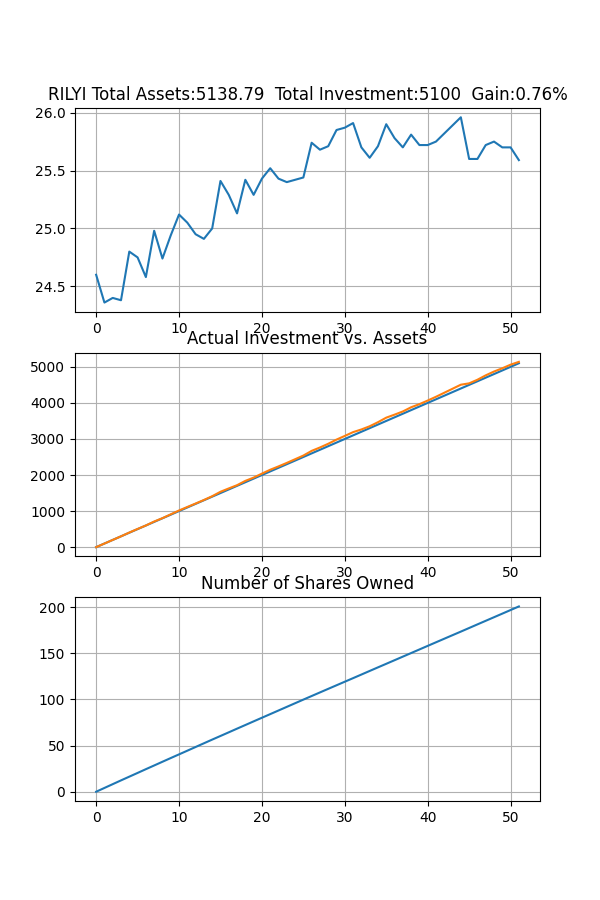 RILYI Total Assets:5138.79  Total Investment:5100  Gain:0.76%
26.0
25.5
25.0
24.5
0 10 20 30 40 50
Actual Investment vs. Assets
5000
4000
3000
2000
1000
0
0 10 20 30 40 50
Number of Shares Owned
200
150
100
50
0
0 10 20 30 40 50